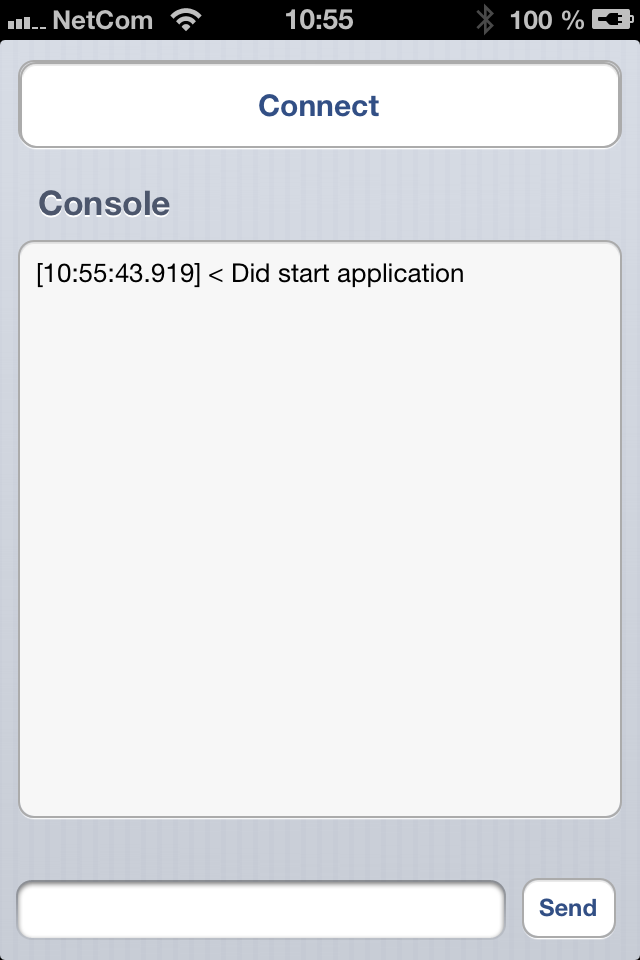 NetCom 10:55 100 %
Connect
Console
[10:55:43.919] < Did start application
Send